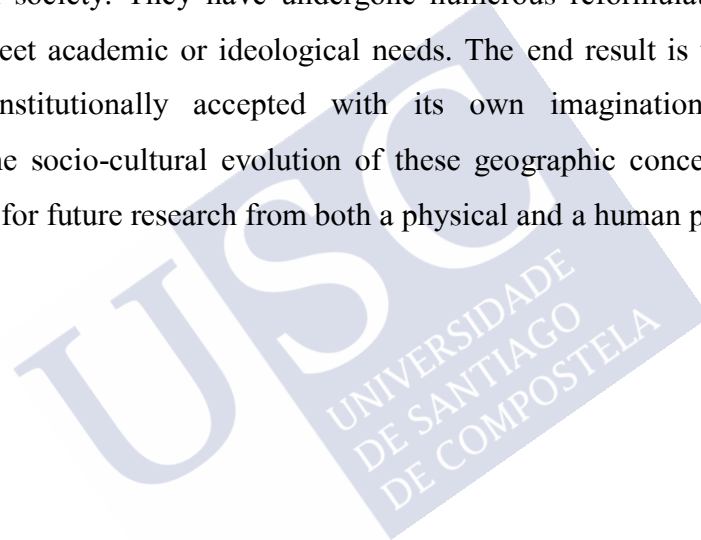 society. They have undergone numerous
eet academic or ideological needs. The end result is
nstitutionally accepted with its own imagination
he socio-cultural evolution of these geographic
for future research from both a physical and a human
USC
UNIVERSIDADE
DE SANTIAGO
DE COMPOSTELA